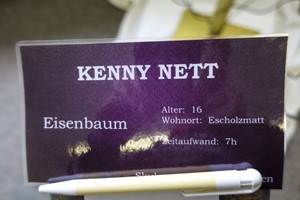 KENNY NETT
Eisenbaum
Alter: 16
Wohnort: Escholzmatt
Zeitaufwand: 7h